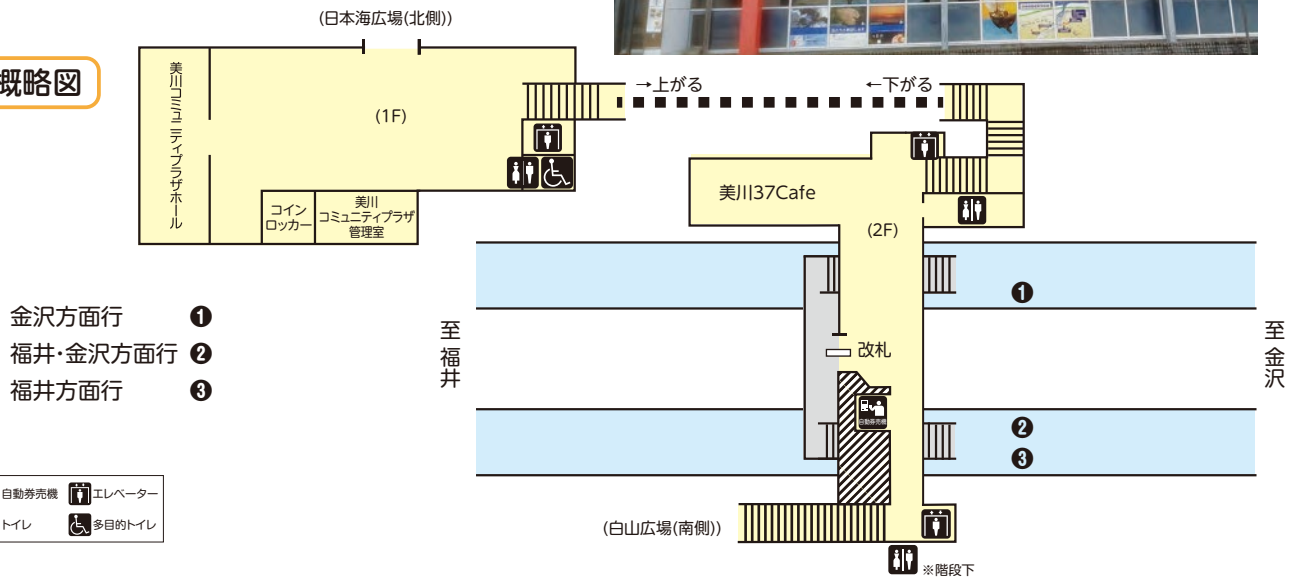 (日本海広場(北側))
概略図
美川コミュニティプラザホール
(1F)
→上がる
←下がる
コイン
ロッカー
美川
コミュニティプラザ
管理室
美川37Cafe
(2F)
金沢方面行 ❶
福井・金沢方面行 ❷
福井方面行 ❸
至福井
至金沢
❶
改札
自動券売機
❷
❸
自動券売機 エレベーター
トイレ 多目的トイレ
(白山広場(南側))
※階段下